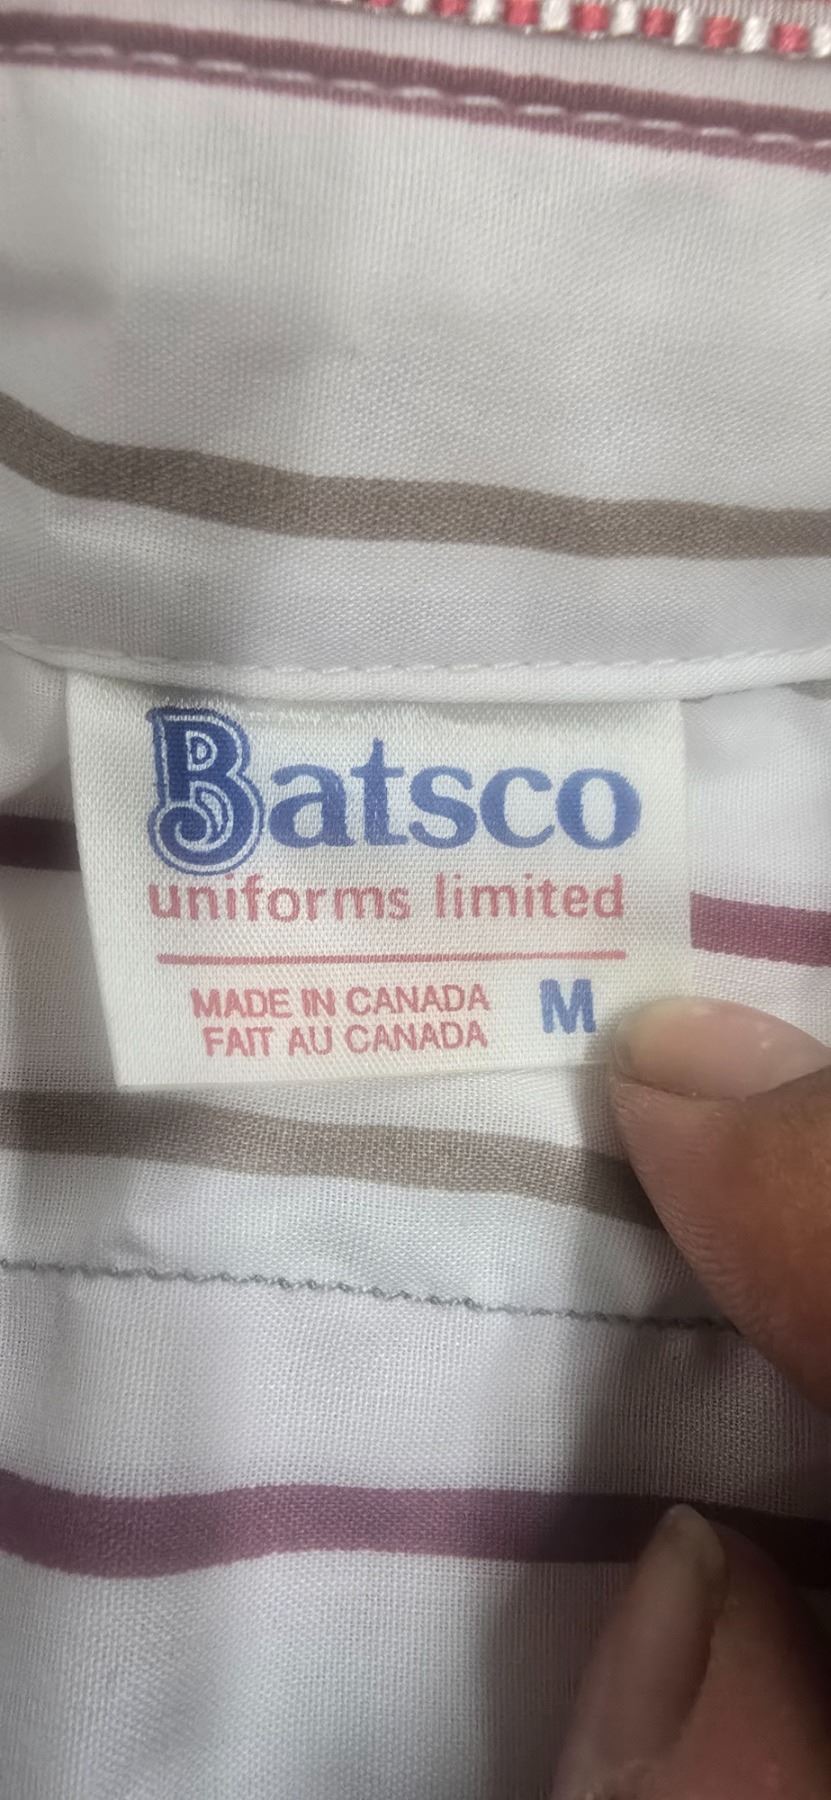 Batsco
uniforms limited
MADE IN CANADA M
FAIT AU CANADA